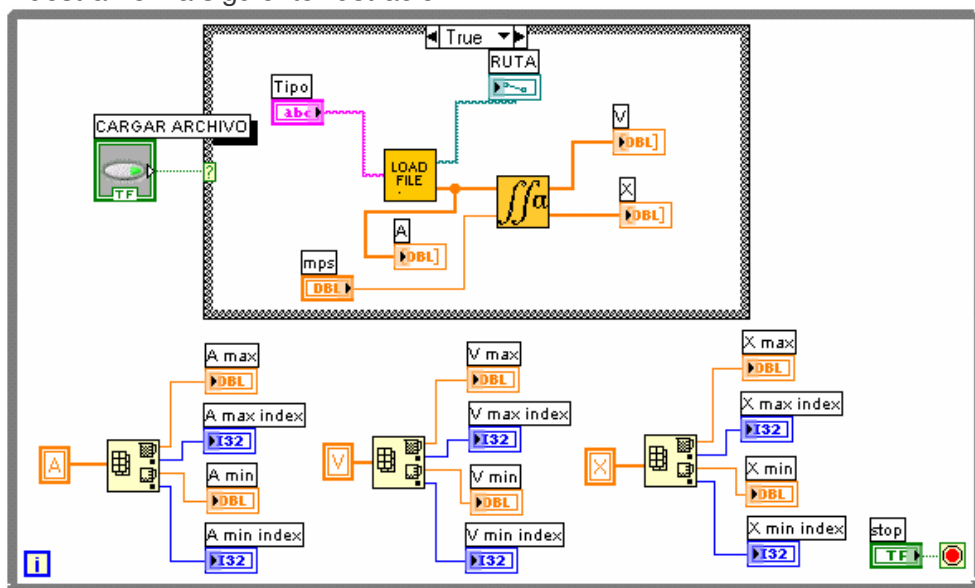 True
RUTA
Tipo
abc
CARGAR ARCHIVO
TF
?
LOAD
FILE
V
DBL]
∫∫a
X
DBL]
A
DBL]
mps
DBL
A max
DBL
A max index
I32
A min
DBL
A min index
I32
A
V max
DBL
V max index
I32
V min
DBL
V min index
I32
V
X max
DBL
X max index
I32
X min
DBL
X min index
I32
X
stop
TF
i